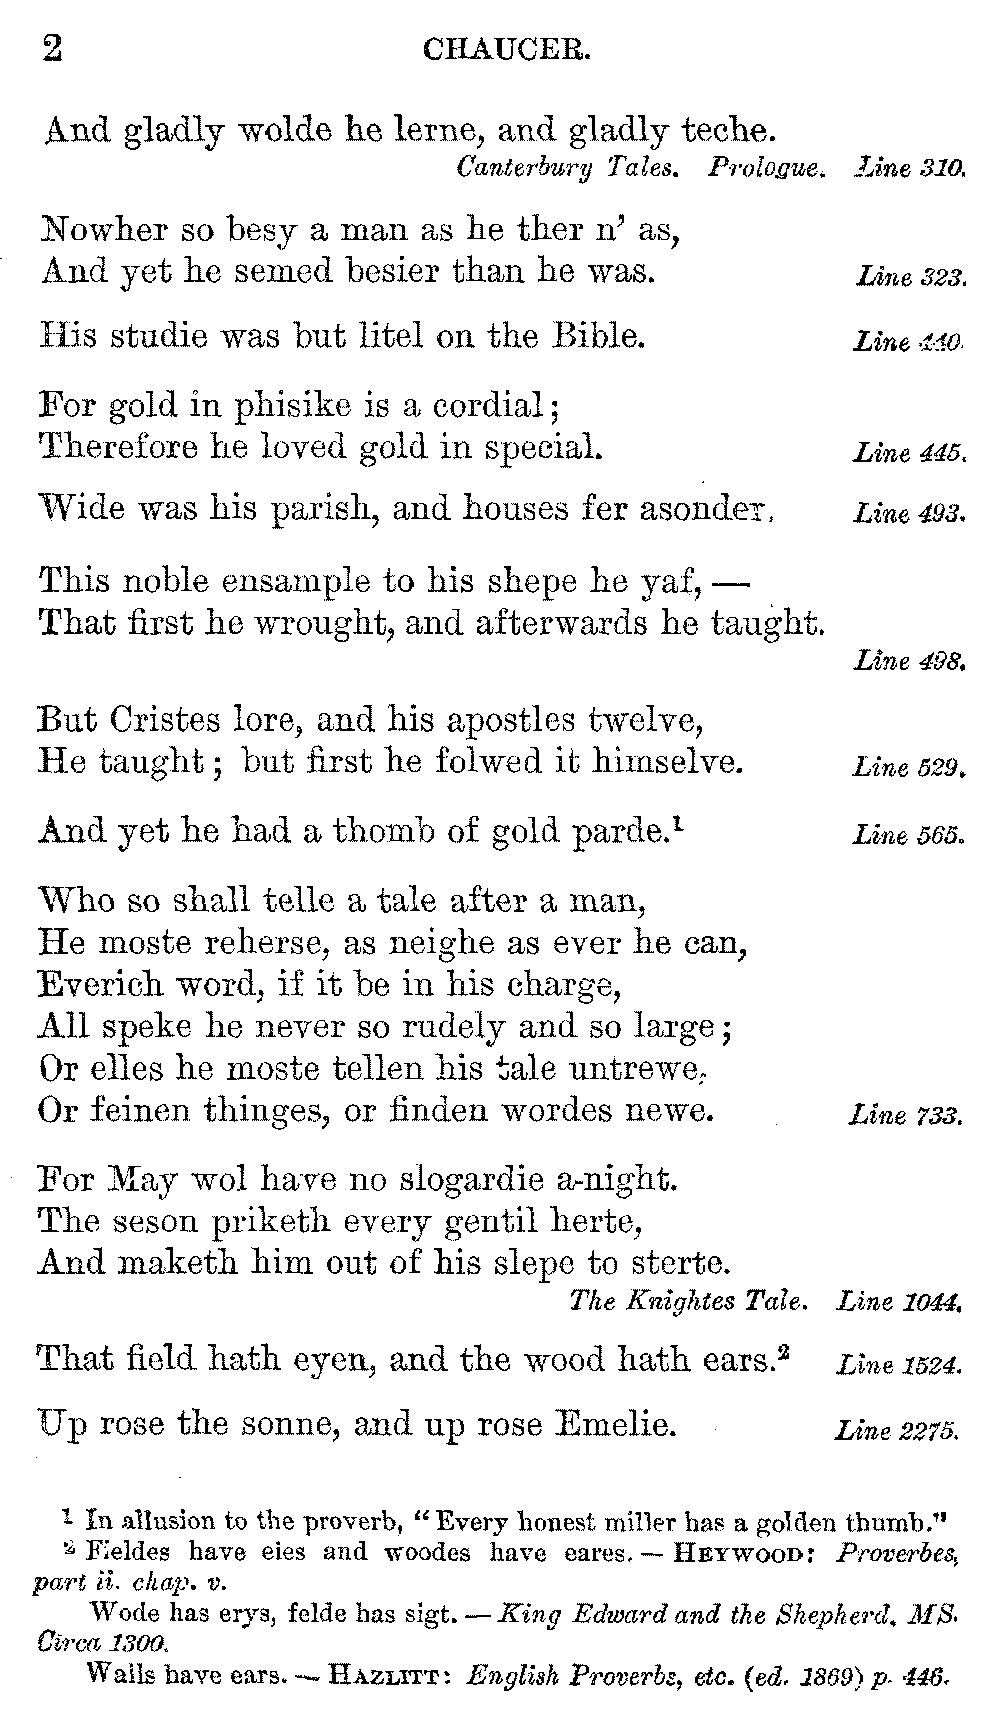 2 CHAUCER.
And gladly wolde he lerne, and gladly teche.
Canterbury Tales. Prologue. Line 310.
Nowher so besy a man as he ther n' as,
And yet he semed besier than he was. Line 323.
His studie was but litel on the Bible. Line 440.
For gold in phisike is a cordial;
Therefore he loved gold in special. Line 445.
Wide was his parish, and houses fer asonder. Line 493.
This noble ensample to his shepe he yaf, —
That first he wrought, and afterwards he taught.
Line 498.
But Cristes lore, and his apostles twelve,
He taught; but first he folwed it himselve. Line 529.
And yet he had a thomb of gold parde.¹ Line 565.
Who so shall telle a tale after a man,
He moste reherse, as neighe as ever he can,
Everich word, if it be in his charge,
All speke he never so rudely and so large;
Or elles he moste tellen his tale untrewe,
Or feinen thinges, or finden wordes newe. Line 733.
For May wol have no slogardie a-night.
The seson priketh every gentil herte,
And maketh him out of his slepe to sterte.
The Knightes Tale. Line 1044.
That field hath eyen, and the wood hath ears.² Line 1524.
Up rose the sonne, and up rose Emelie. Line 2275.
¹ In allusion to the proverb, "Every honest miller has a golden thumb."
² Fieldes have eies and woodes have eares. — HEYWOOD: Proverbes,
part ii. chap. v.
Wode has erys, felde has sigt. — King Edward and the Shepherd, MS.
Circa 1300.
Walls have ears. — HAZLITT: English Proverbs, etc. (ed. 1869) p. 446.